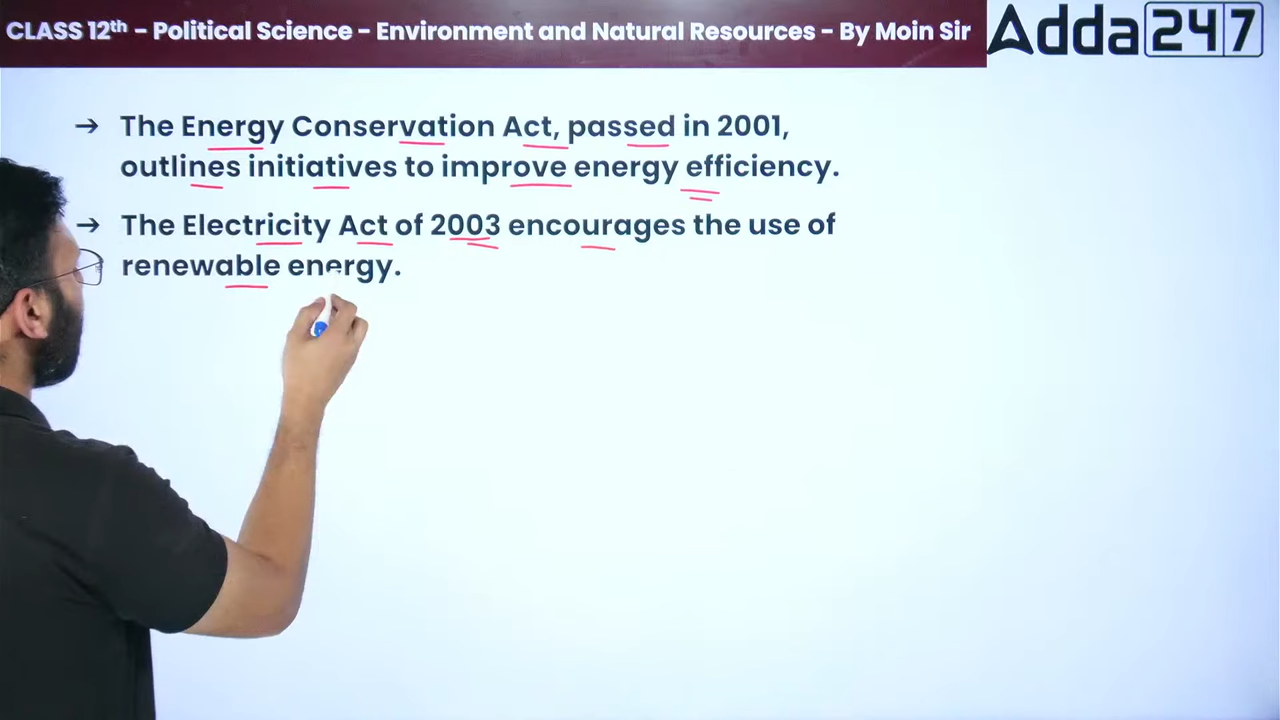 CLASS 12th – Political Science – Environment and Natural Resources – By Moin Sir
Adda247
→ The Energy Conservation Act, passed in 2001,
outlines initiatives to improve energy efficiency.
→ The Electricity Act of 2003 encourages the use of
renewable energy.